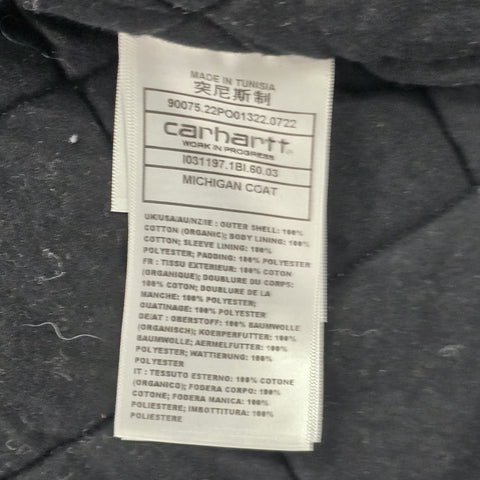 MADE IN TUNISIA
突尼斯制
90075.22PO01322.0722
carhartt
WORK IN PROGRESS
I031197.1BI.60.03
MICHIGAN COAT
UK/USA/AU/NZ/IE : OUTER SHELL: 100%
COTTON (ORGANIC); BODY LINING: 100%
COTTON; SLEEVE LINING: 100%
POLYESTER; PADDING: 100% POLYESTER
FR : TISSU EXTERIEUR: 100% COTON
(ORGANIQUE); DOUBLURE DU CORPS:
100% COTON; DOUBLURE DE LA
MANCHE: 100% POLYESTER;
OUATINAGE: 100% POLYESTER
DE/AT : OBERSTOFF: 100% BAUMWOLLE
(ORGANISCH); KOERPERFUTTER: 100%
BAUMWOLLE; AERMELFUTTER: 100%
POLYESTER; WATTIERUNG: 100%
POLYESTER
IT : TESSUTO ESTERNO: 100% COTONE
(ORGANICO); FODERA CORPO: 100%
COTONE; FODERA MANICA: 100%
POLIESTERE; IMBOTTITURA: 100%
POLIESTERE